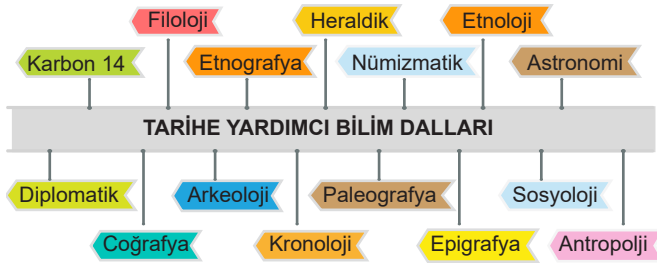 Filoloji
Heraldik
Etnoloji
Karbon 14
Etnografya
Nümizmatik
Astronomi
TARİHE YARDIMCI BİLİM DALLARI
Diplomatik
Arkeoloji
Paleografya
Sosyoloji
Coğrafya
Kronoloji
Epigrafya
Antropolji